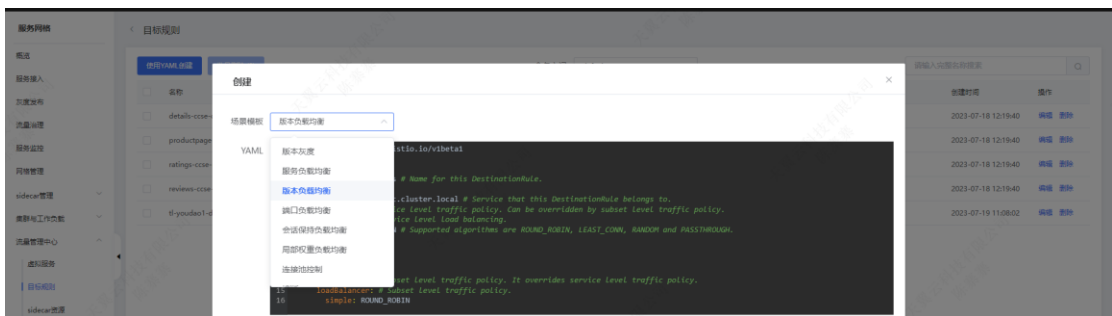 服务网格
目标规则
概览
服务接入
灰度发布
流量治理
服务监控
网格管理
sidecar管理
集群与工作负载
流量管理中心
虚拟服务
目标规则
sidecar资源
使用YAML创建
名称
创建时间
操作
details-ccse-
2023-07-18 12:19:40
编辑 删除
productpage
2023-07-18 12:19:40
编辑 删除
ratings-ccse-
2023-07-18 12:19:40
编辑 删除
reviews-ccse
2023-07-18 12:19:40
编辑 删除
tl-youdao1-d
2023-07-19 11:08:02
编辑 删除
创建
场景模板
版本负载均衡
YAML
版本灰度
服务负载均衡
版本负载均衡
端口负载均衡
会话保持负载均衡
局部权重负载均衡
连接池控制
stio.io/v1beta1
# Name for this DestinationRule.
.cluster.local # Service that this DestinationRule belongs to.
ice level traffic policy. Can be overridden by subset level traffic policy.
vice level load balancing.
# Supported algorithms are ROUND_ROBIN, LEAST_CONN, RANDOM and PASSTHROUGH.
bset level traffic policy. It overrides service level traffic policy.
15 loadBalancer: # Subset level traffic policy.
16 simple: ROUND_ROBIN